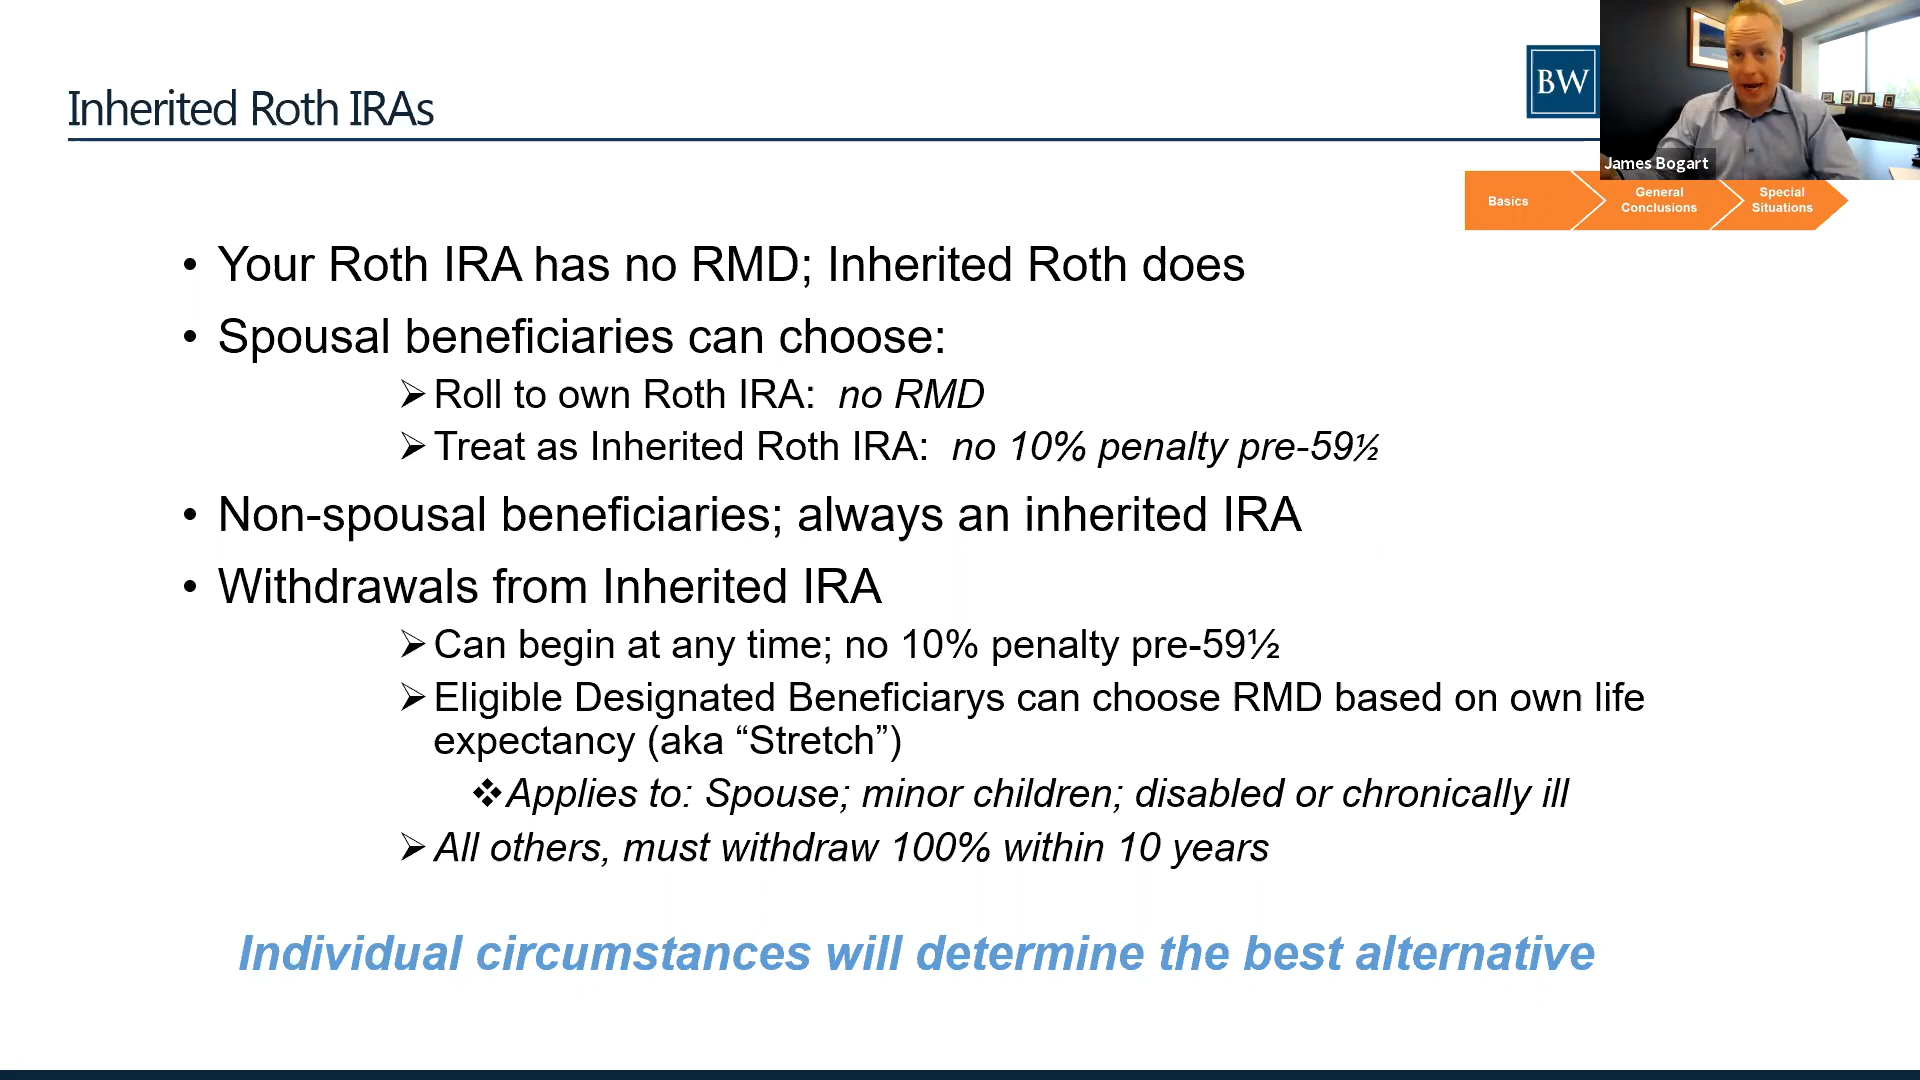 Inherited Roth IRAs
BW
James Bogart
Basics
General
Conclusions
Special
Situations
• Your Roth IRA has no RMD; Inherited Roth does
• Spousal beneficiaries can choose:
➢ Roll to own Roth IRA:  no RMD
➢ Treat as Inherited Roth IRA:  no 10% penalty pre-59½
• Non-spousal beneficiaries; always an inherited IRA
• Withdrawals from Inherited IRA
➢ Can begin at any time; no 10% penalty pre-59½
➢ Eligible Designated Beneficiarys can choose RMD based on own life
expectancy (aka “Stretch”)
❖ Applies to: Spouse; minor children; disabled or chronically ill
➢ All others, must withdraw 100% within 10 years
Individual circumstances will determine the best alternative